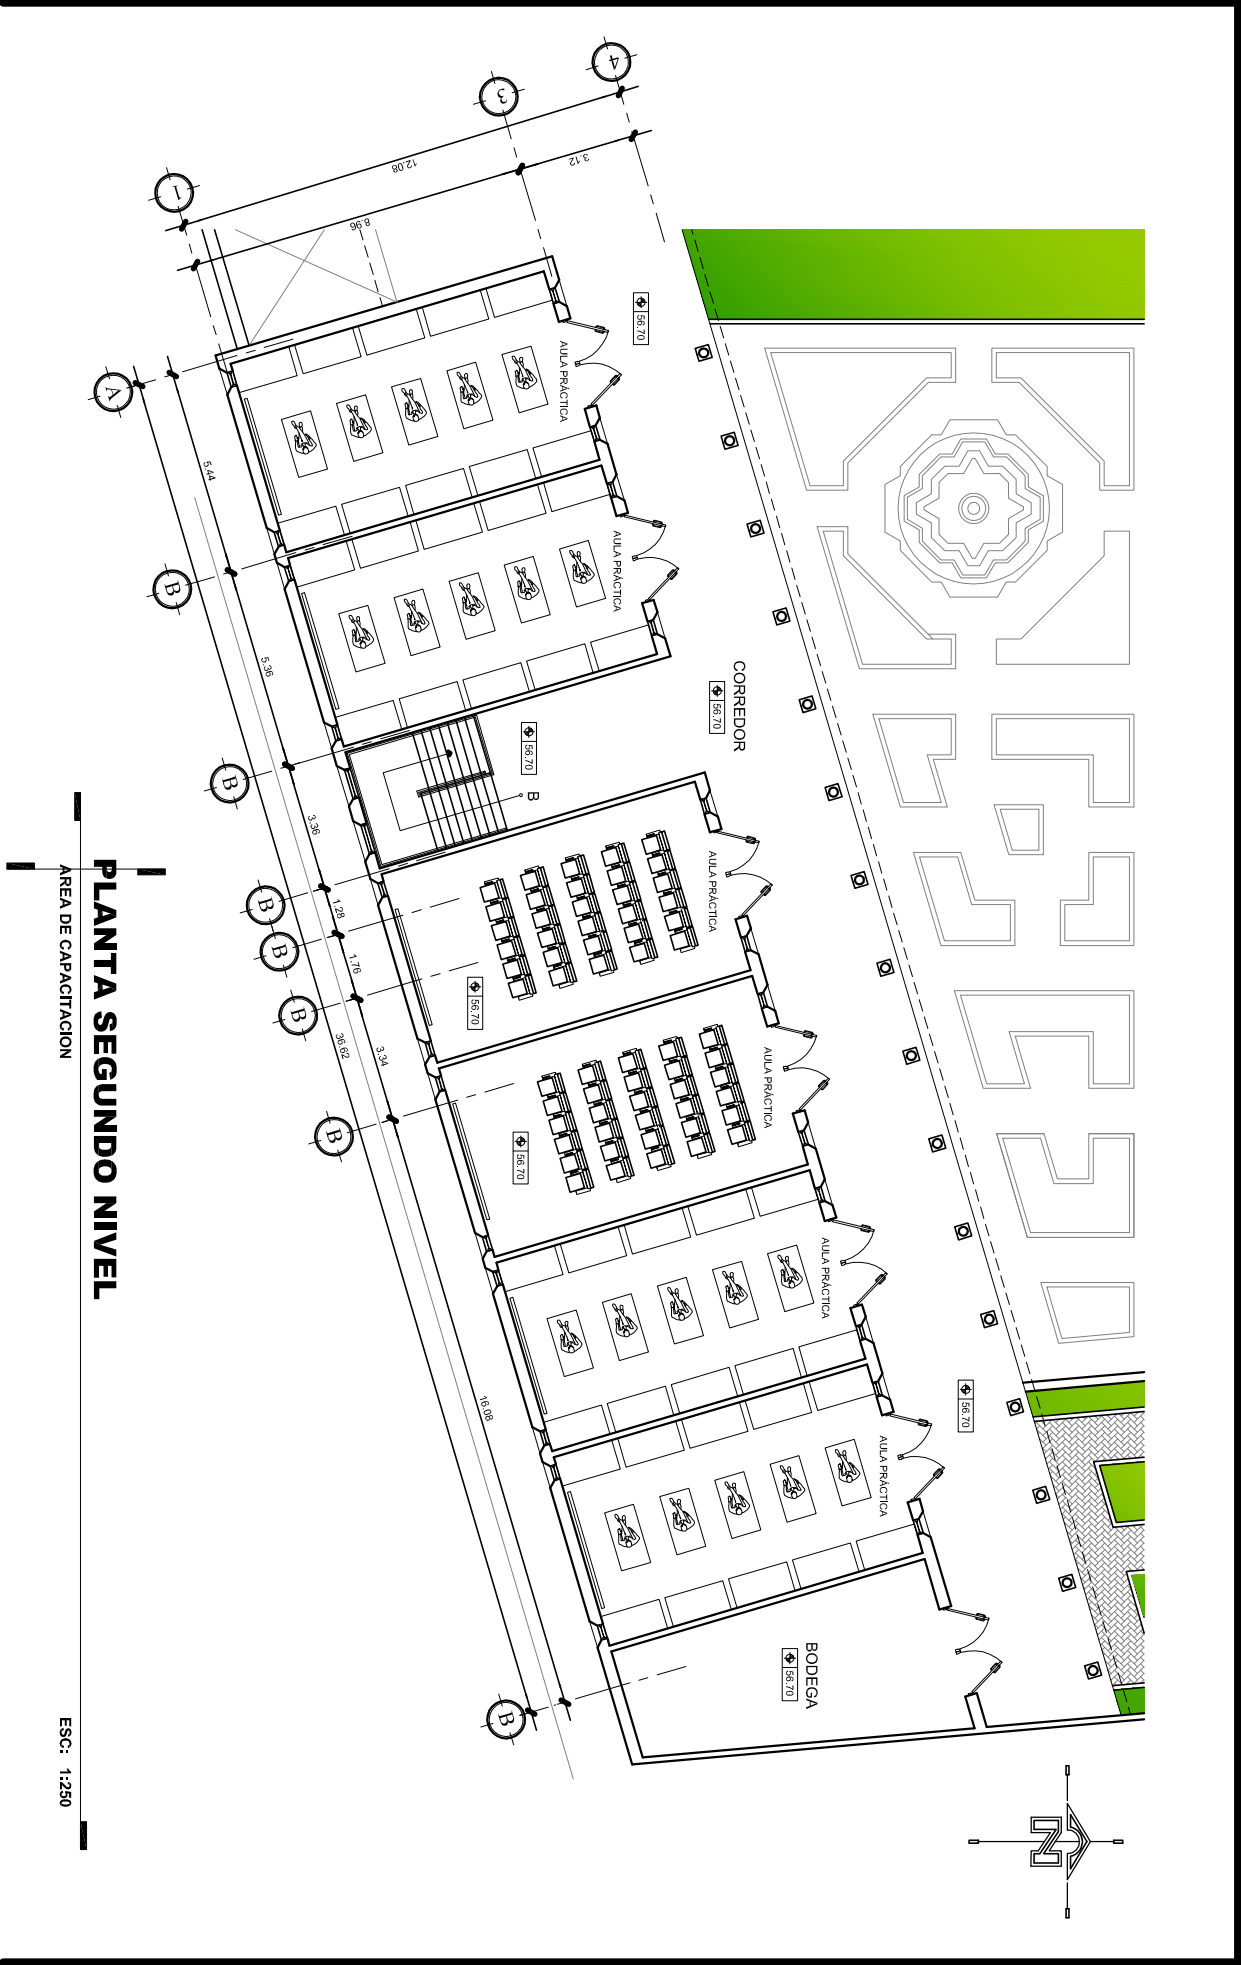 4
3
1
12.08
3.12
8.96
56.70
AULA PRÁCTICA
A
5.44
AULA PRÁCTICA
B
5.36
CORREDOR
56.70
56.70
B
B
3.36
AULA PRÁCTICA
B
1.28
B
1.76
56.70
B
36.62
3.34
AULA PRÁCTICA
B
56.70
AULA PRÁCTICA
16.08
56.70
AULA PRÁCTICA
BODEGA
56.70
B
N
PLANTA SEGUNDO NIVEL
AREA DE CAPACITACION
ESC: 1:250